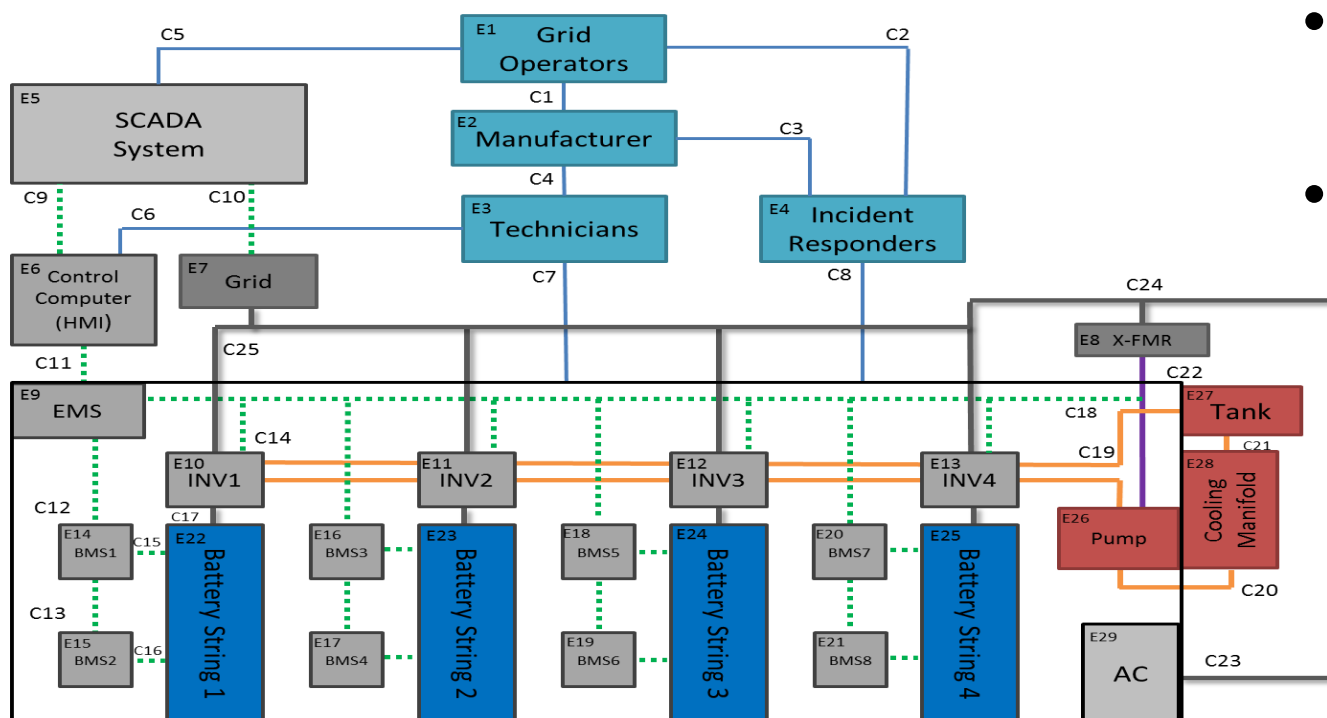 C5
E1
Grid
Operators
C2
C1
E5
SCADA
System
E2
Manufacturer
C3
C4
C9
C10
C6
E3
Technicians
E4
Incident
Responders
E6
Control
Computer
(HMI)
E7
Grid
C7
C8
C24
E8
X-FMR
C25
C11
C22
E9
EMS
E27
Tank
C18
C14
C19
C21
E10
INV1
E11
INV2
E12
INV3
E13
INV4
E28
Cooling
Manifold
C12
C17
E14
BMS1
C15
E22
Battery String 1
E16
BMS3
E23
Battery String 2
E18
BMS5
E24
Battery String 3
E20
BMS7
E25
Battery String 4
E26
Pump
C20
C13
E15
BMS2
C16
E17
BMS4
E19
BMS6
E21
BMS8
E29
AC
C23